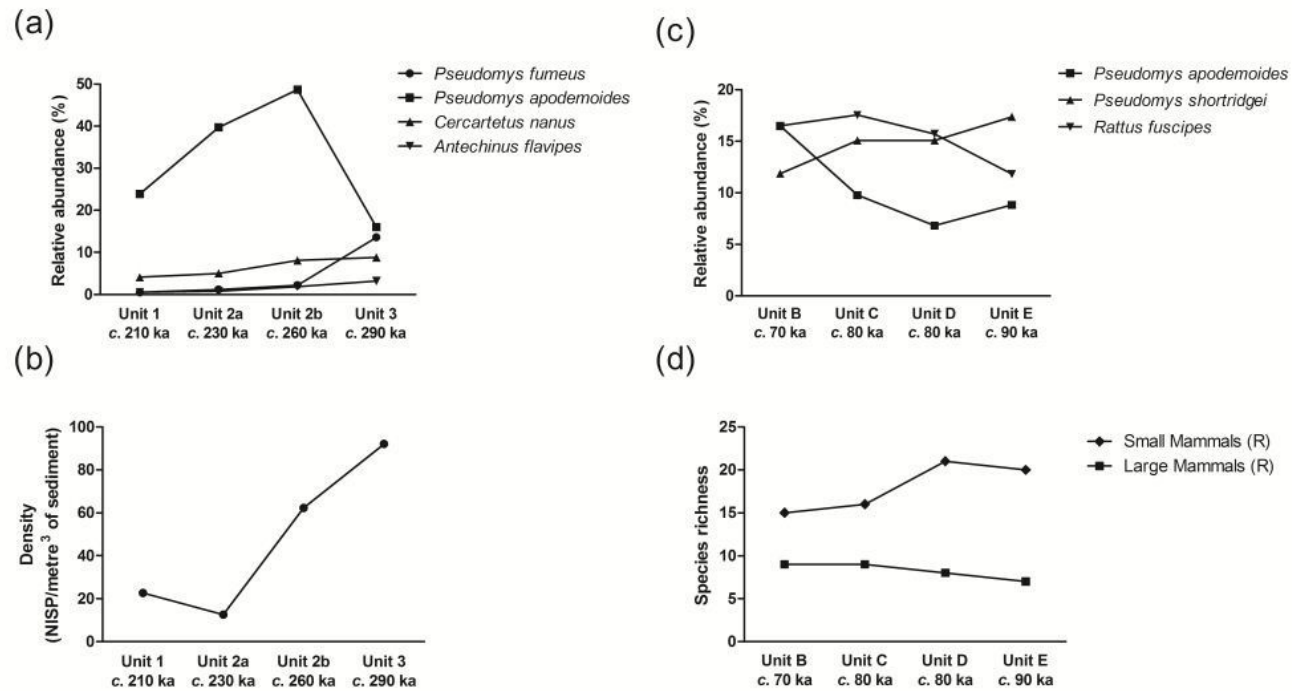 (a)
Pseudomys fumeus
Pseudomys apodemoides
Cercartetus nanus
Antechinus flavipes
Relative abundance (%)
50
40
30
20
10
0
Unit 1 Unit 2a Unit 2b Unit 3
c. 210 ka c. 230 ka c. 260 ka c. 290 ka
(b)
Density
(NISP/metre³ of sediment)
100
80
60
40
20
0
Unit 1 Unit 2a Unit 2b Unit 3
c. 210 ka c. 230 ka c. 260 ka c. 290 ka
(c)
Pseudomys apodemoides
Pseudomys shortridgei
Rattus fuscipes
Relative abundance (%)
20
15
10
5
0
Unit B Unit C Unit D Unit E
c. 70 ka c. 80 ka c. 80 ka c. 90 ka
(d)
Small Mammals (R)
Large Mammals (R)
Species richness
25
20
15
10
5
0
Unit B Unit C Unit D Unit E
c. 70 ka c. 80 ka c. 80 ka c. 90 ka